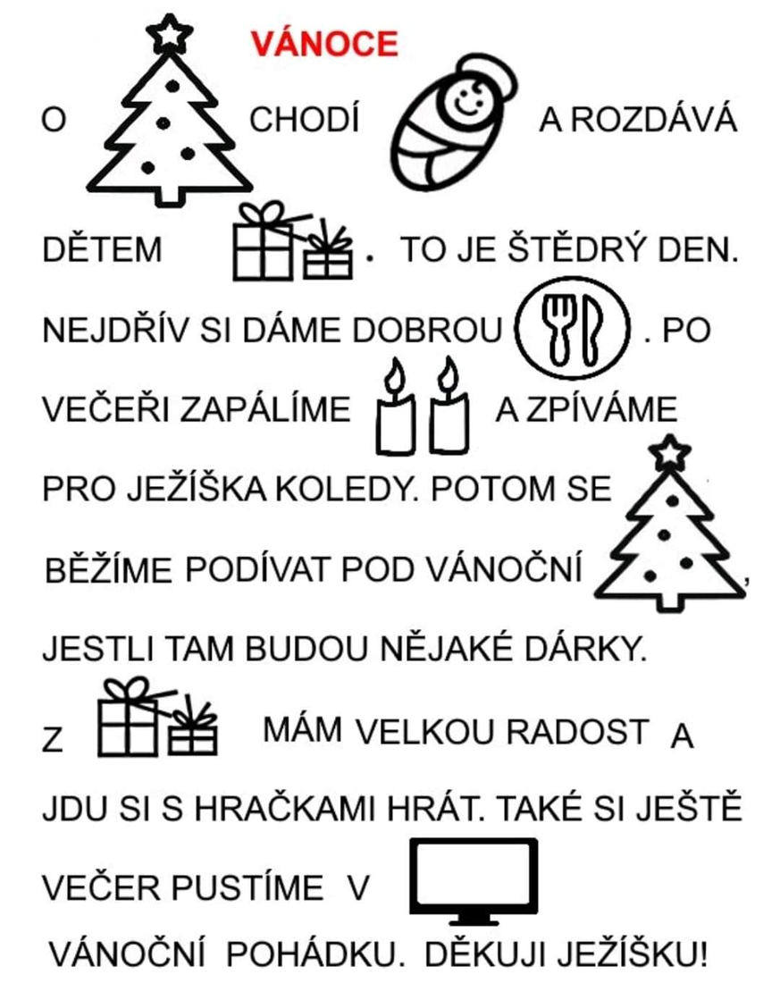 VÁNOCE
O CHODÍ A ROZDÁVÁ
DĚTEM . TO JE ŠTĚDRÝ DEN.
NEJDŘÍV SI DÁME DOBROU . PO
VEČEŘI ZAPÁLÍME A ZPÍVÁME
PRO JEŽÍŠKA KOLEDY. POTOM SE
BĚŽÍME PODÍVAT POD VÁNOČNÍ ,
JESTLI TAM BUDOU NĚJAKÉ DÁRKY.
Z MÁM VELKOU RADOST A
JDU SI S HRAČKAMI HRÁT. TAKÉ SI JEŠTĚ
VEČER PUSTÍME V
VÁNOČNÍ POHÁDKU. DĚKUJI JEŽÍŠKU!